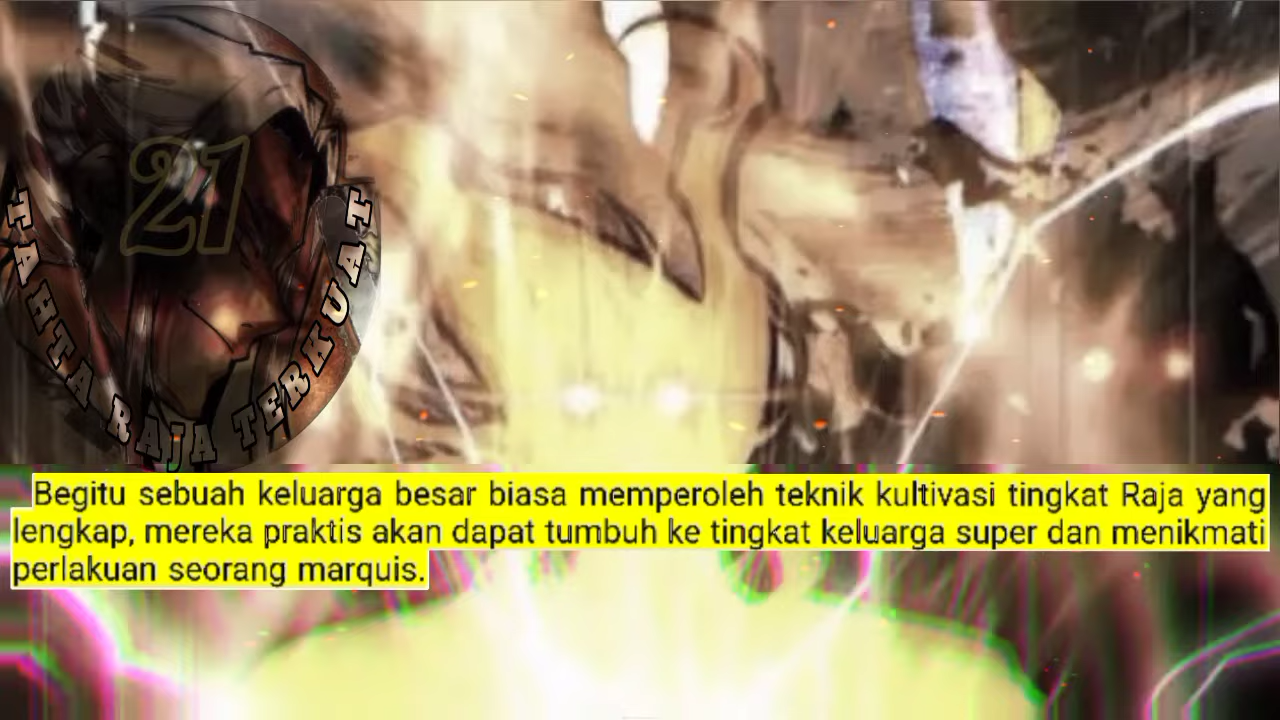 21
TAHTA RAJA TERKUAT
Begitu sebuah keluarga besar biasa memperoleh teknik kultivasi tingkat Raja yang
lengkap, mereka praktis akan dapat tumbuh ke tingkat keluarga super dan menikmati
perlakuan seorang marquis.